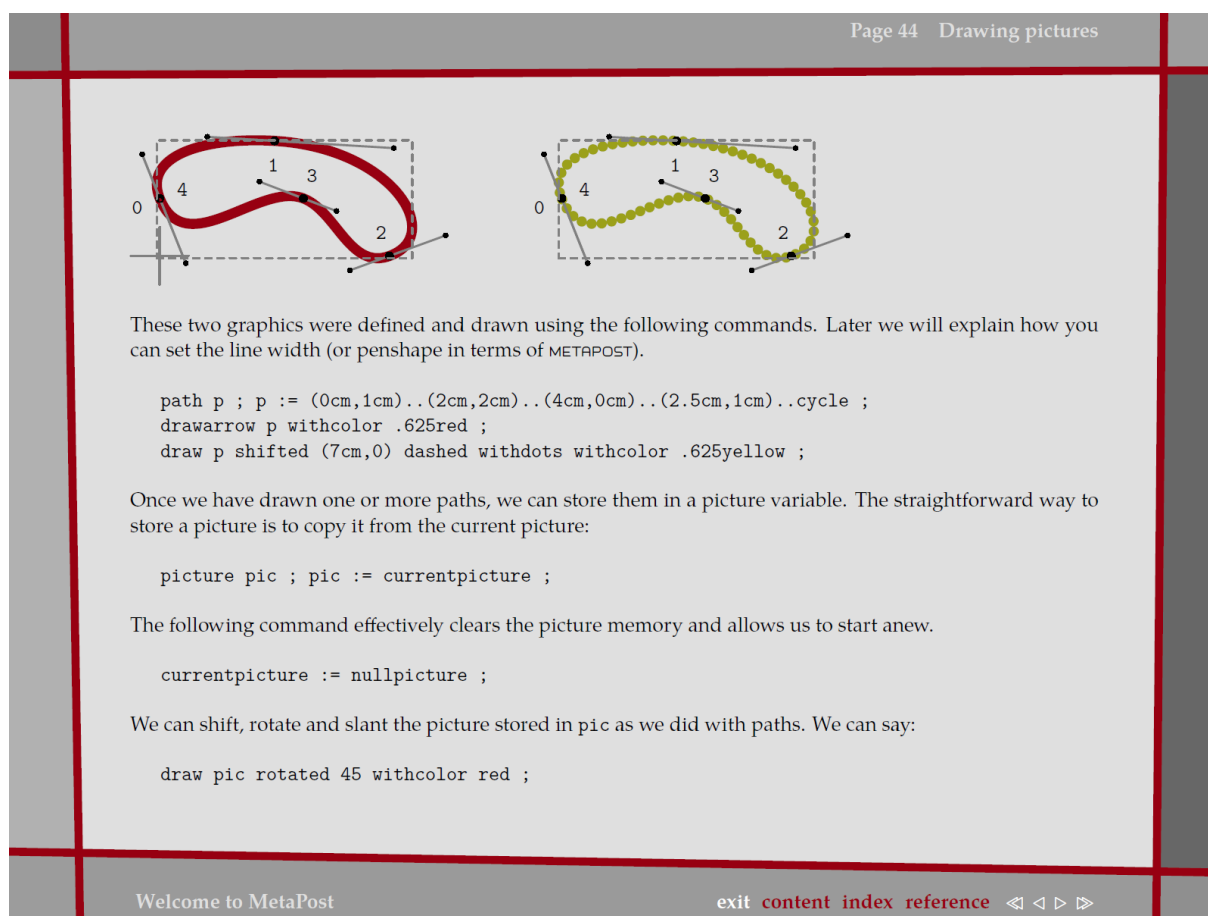 Page 44 Drawing pictures
1
3
4
0
2
1
3
4
0
2
These two graphics were defined and drawn using the following commands. Later we will explain how you
can set the line width (or penshape in terms of METAPOST).
path p ; p := (0cm,1cm)..(2cm,2cm)..(4cm,0cm)..(2.5cm,1cm)..cycle ;
drawarrow p withcolor .625red ;
draw p shifted (7cm,0) dashed withdots withcolor .625yellow ;
Once we have drawn one or more paths, we can store them in a picture variable. The straightforward way to
store a picture is to copy it from the current picture:
picture pic ; pic := currentpicture ;
The following command effectively clears the picture memory and allows us to start anew.
currentpicture := nullpicture ;
We can shift, rotate and slant the picture stored in pic as we did with paths. We can say:
draw pic rotated 45 withcolor red ;
Welcome to MetaPost
exit content index reference